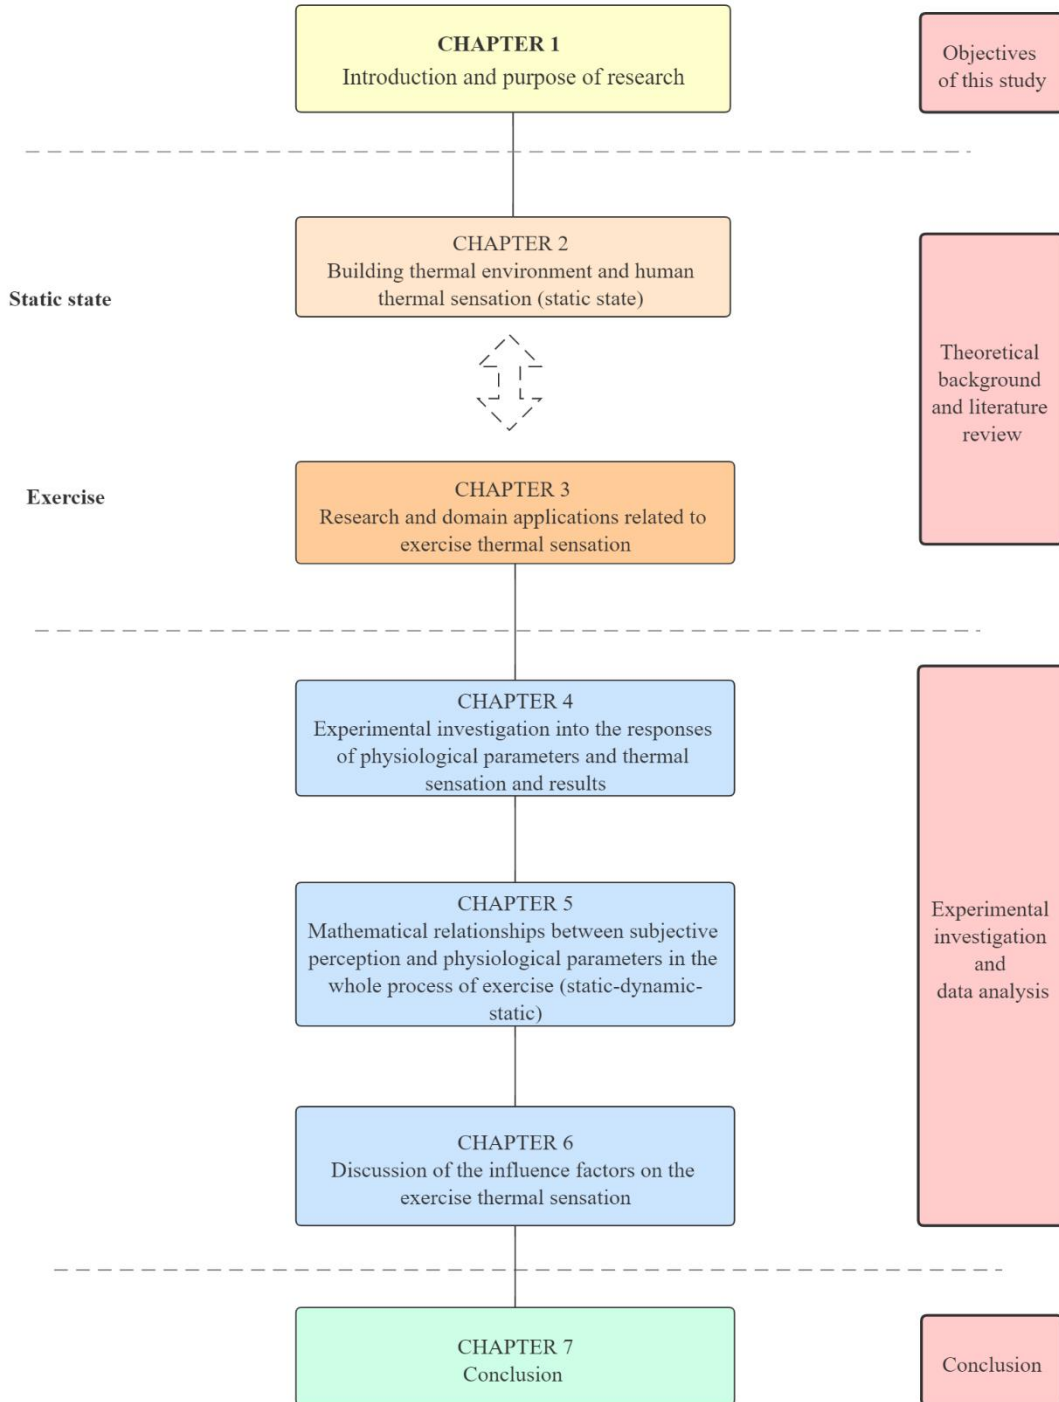 CHAPTER 1
Introduction and purpose of research
Objectives
of this study
CHAPTER 2
Building thermal environment and human
thermal sensation (static state)
Static state
Theoretical
background
and literature
review
CHAPTER 3
Research and domain applications related to
exercise thermal sensation
Exercise
CHAPTER 4
Experimental investigation into the responses
of physiological parameters and thermal
sensation and results
CHAPTER 5
Mathematical relationships between subjective
perception and physiological parameters in the
whole process of exercise (static-dynamic-
static)
Experimental
investigation
and
data analysis
CHAPTER 6
Discussion of the influence factors on the
exercise thermal sensation
CHAPTER 7
Conclusion
Conclusion